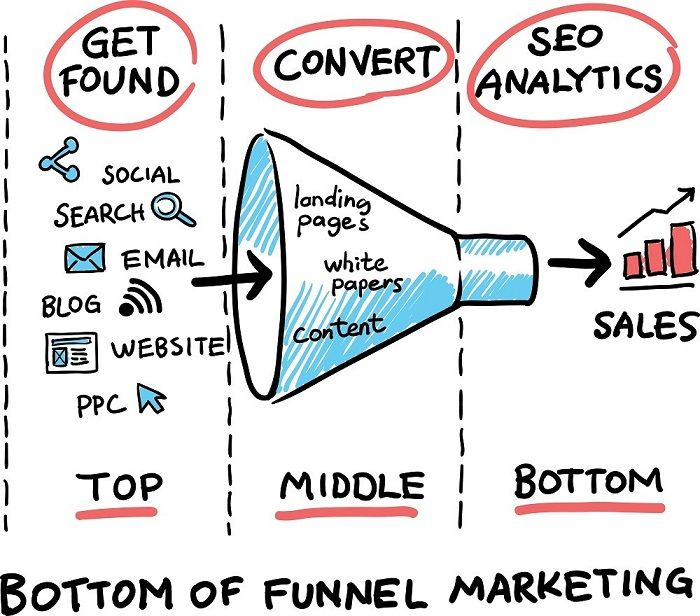 GET
FOUND
CONVERT
SEO
ANALYTICS
SOCIAL
SEARCH
EMAIL
BLOG
WEBSITE
PPC
landing
pages
white
papers
content
SALES
TOP
MIDDLE
BOTTOM
BOTTOM OF FUNNEL MARKETING